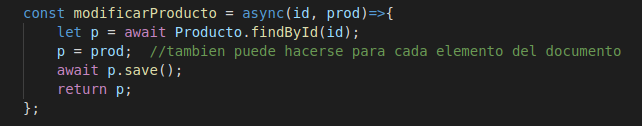 const modificarProducto = async(id, prod)=>{
    let p = await Producto.findById(id);
    p = prod;  //tambien puede hacerse para cada elemento del documento
    await p.save();
    return p;
};